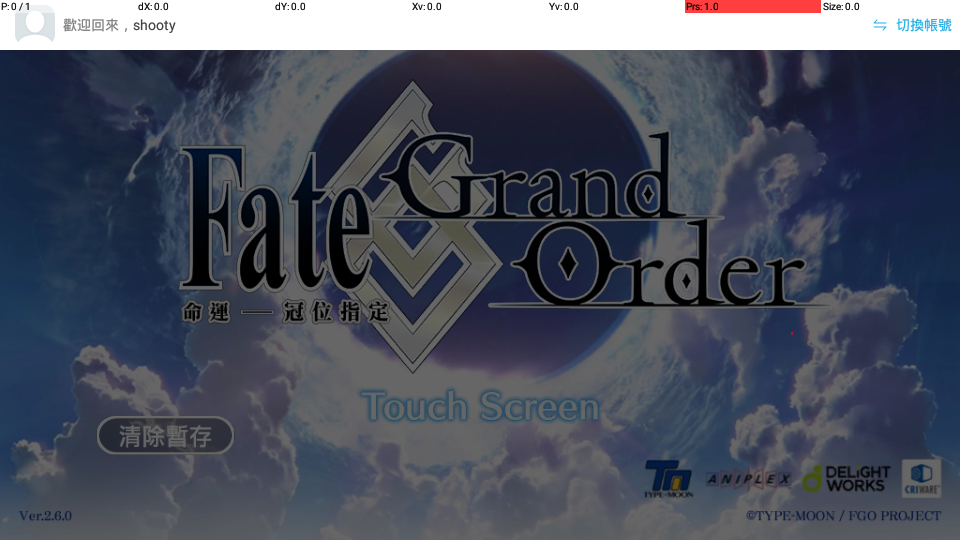 P: 0 / 1 dX: 0.0 dY: 0.0 Xv: 0.0 Yv: 0.0 Prs: 1.0 Size: 0.0
歡迎回來，shooty
切換帳號
Fate
Grand
Order
命運 — 冠位指定
Touch Screen
清除暫存
TYPE-MOON
ANIPLEX
DELiGHT
WORKS
CRIWARE
Ver.2.6.0
©TYPE-MOON / FGO PROJECT